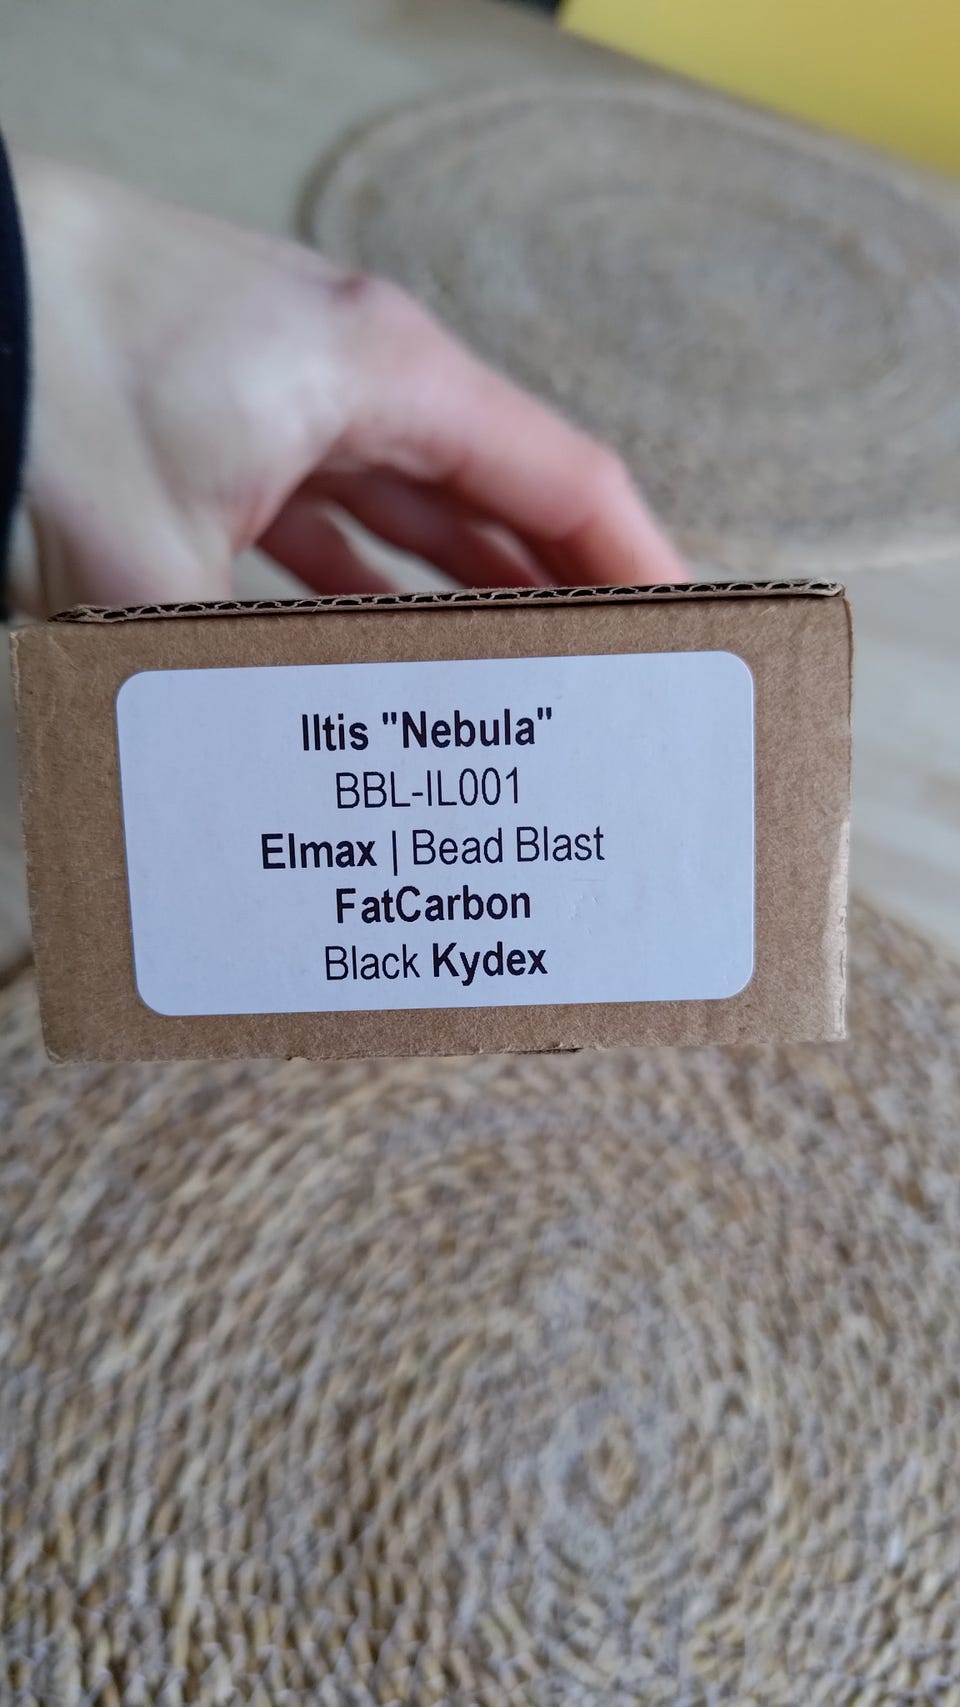 Iltis "Nebula"
BBL-IL001
Elmax | Bead Blast
FatCarbon
Black Kydex